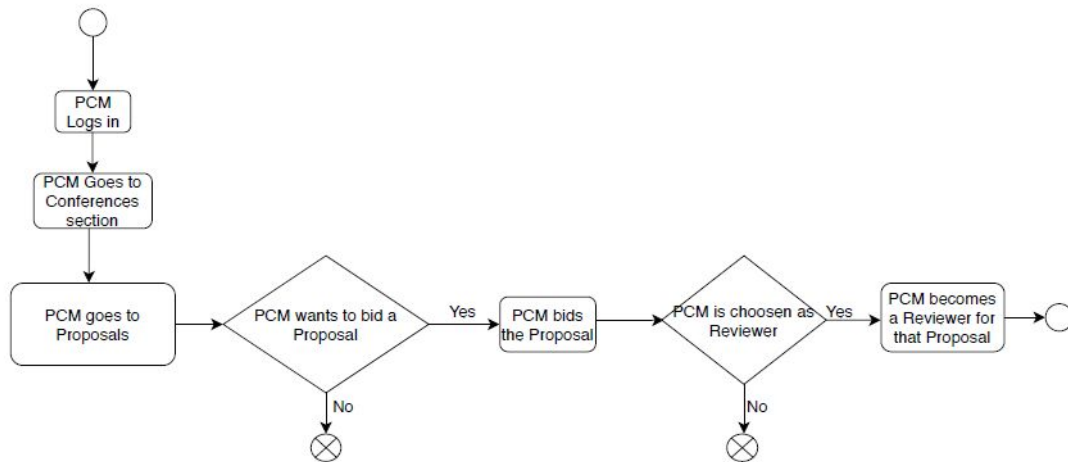 PCM
Logs in
PCM Goes to
Conferences
section
PCM goes to
Proposals
PCM wants to bid a
Proposal
Yes
No
PCM bids
the Proposal
PCM is choosen as
Reviewer
Yes
No
PCM becomes
a Reviewer for
that Proposal